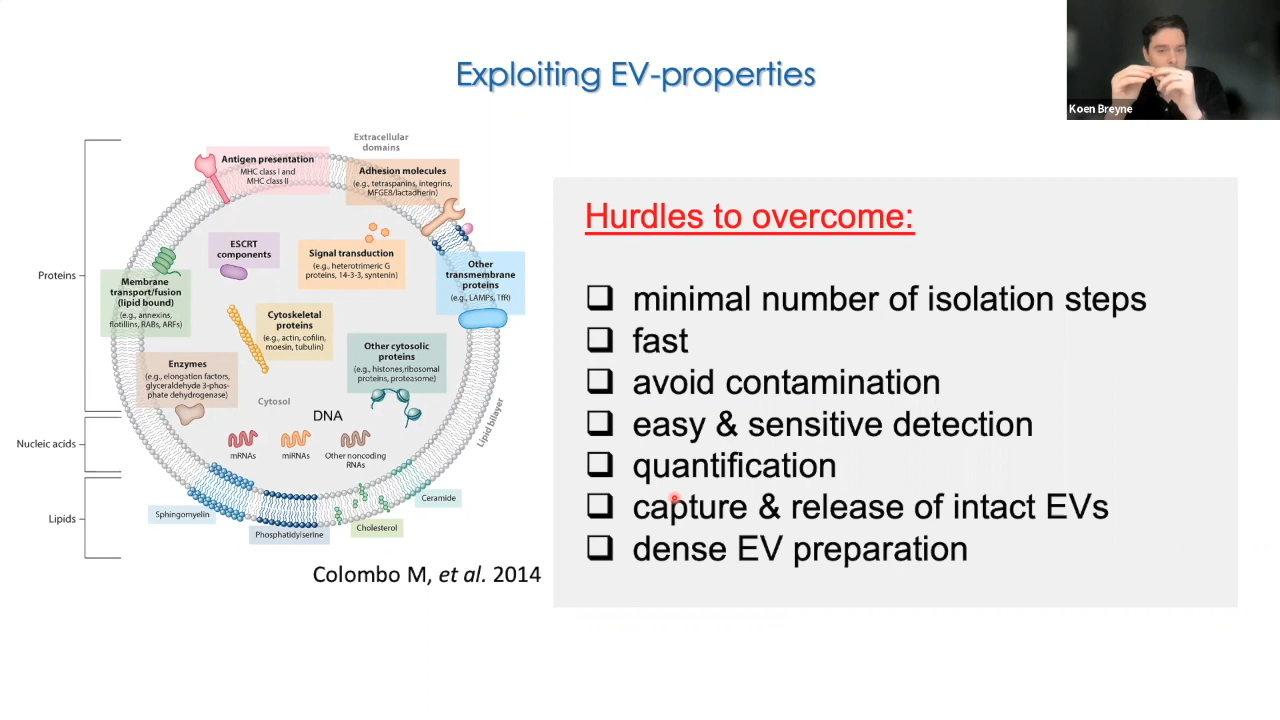 Exploiting EV-properties
Koen Breyne
Extracellular
domains
Antigen presentation
MHC class I and
MHC class II
Adhesion molecules
(e.g., tetraspanins, integrins,
MFGE8/lactadherin)
ESCRT
components
Signal transduction
(e.g., heterotrimeric G
proteins, 14-3-3, syntenin)
Other
transmembrane
proteins
(e.g., LAMPs, TfR)
Proteins
Membrane
transport/fusion
(lipid bound)
(e.g., annexins,
flotillins, RABs, ARFs)
Cytoskeletal
proteins
(e.g., actin, cofilin,
moesin, tubulin)
Other cytosolic
proteins
(e.g., histones,ribosomal
proteins, proteasome)
Enzymes
(e.g., elongation factors,
glyceraldehyde 3-phos-
phate dehydrogenase)
Cytosol
DNA
Lipid bilayer
Nucleic acids
mRNAs
miRNAs
Other noncoding
RNAs
Lipids
Sphingomyelin
Phosphatidylserine
Cholesterol
Ceramide
Colombo M, et al. 2014
Hurdles to overcome:
❑ minimal number of isolation steps
❑ fast
❑ avoid contamination
❑ easy & sensitive detection
❑ quantification
❑ capture & release of intact EVs
❑ dense EV preparation